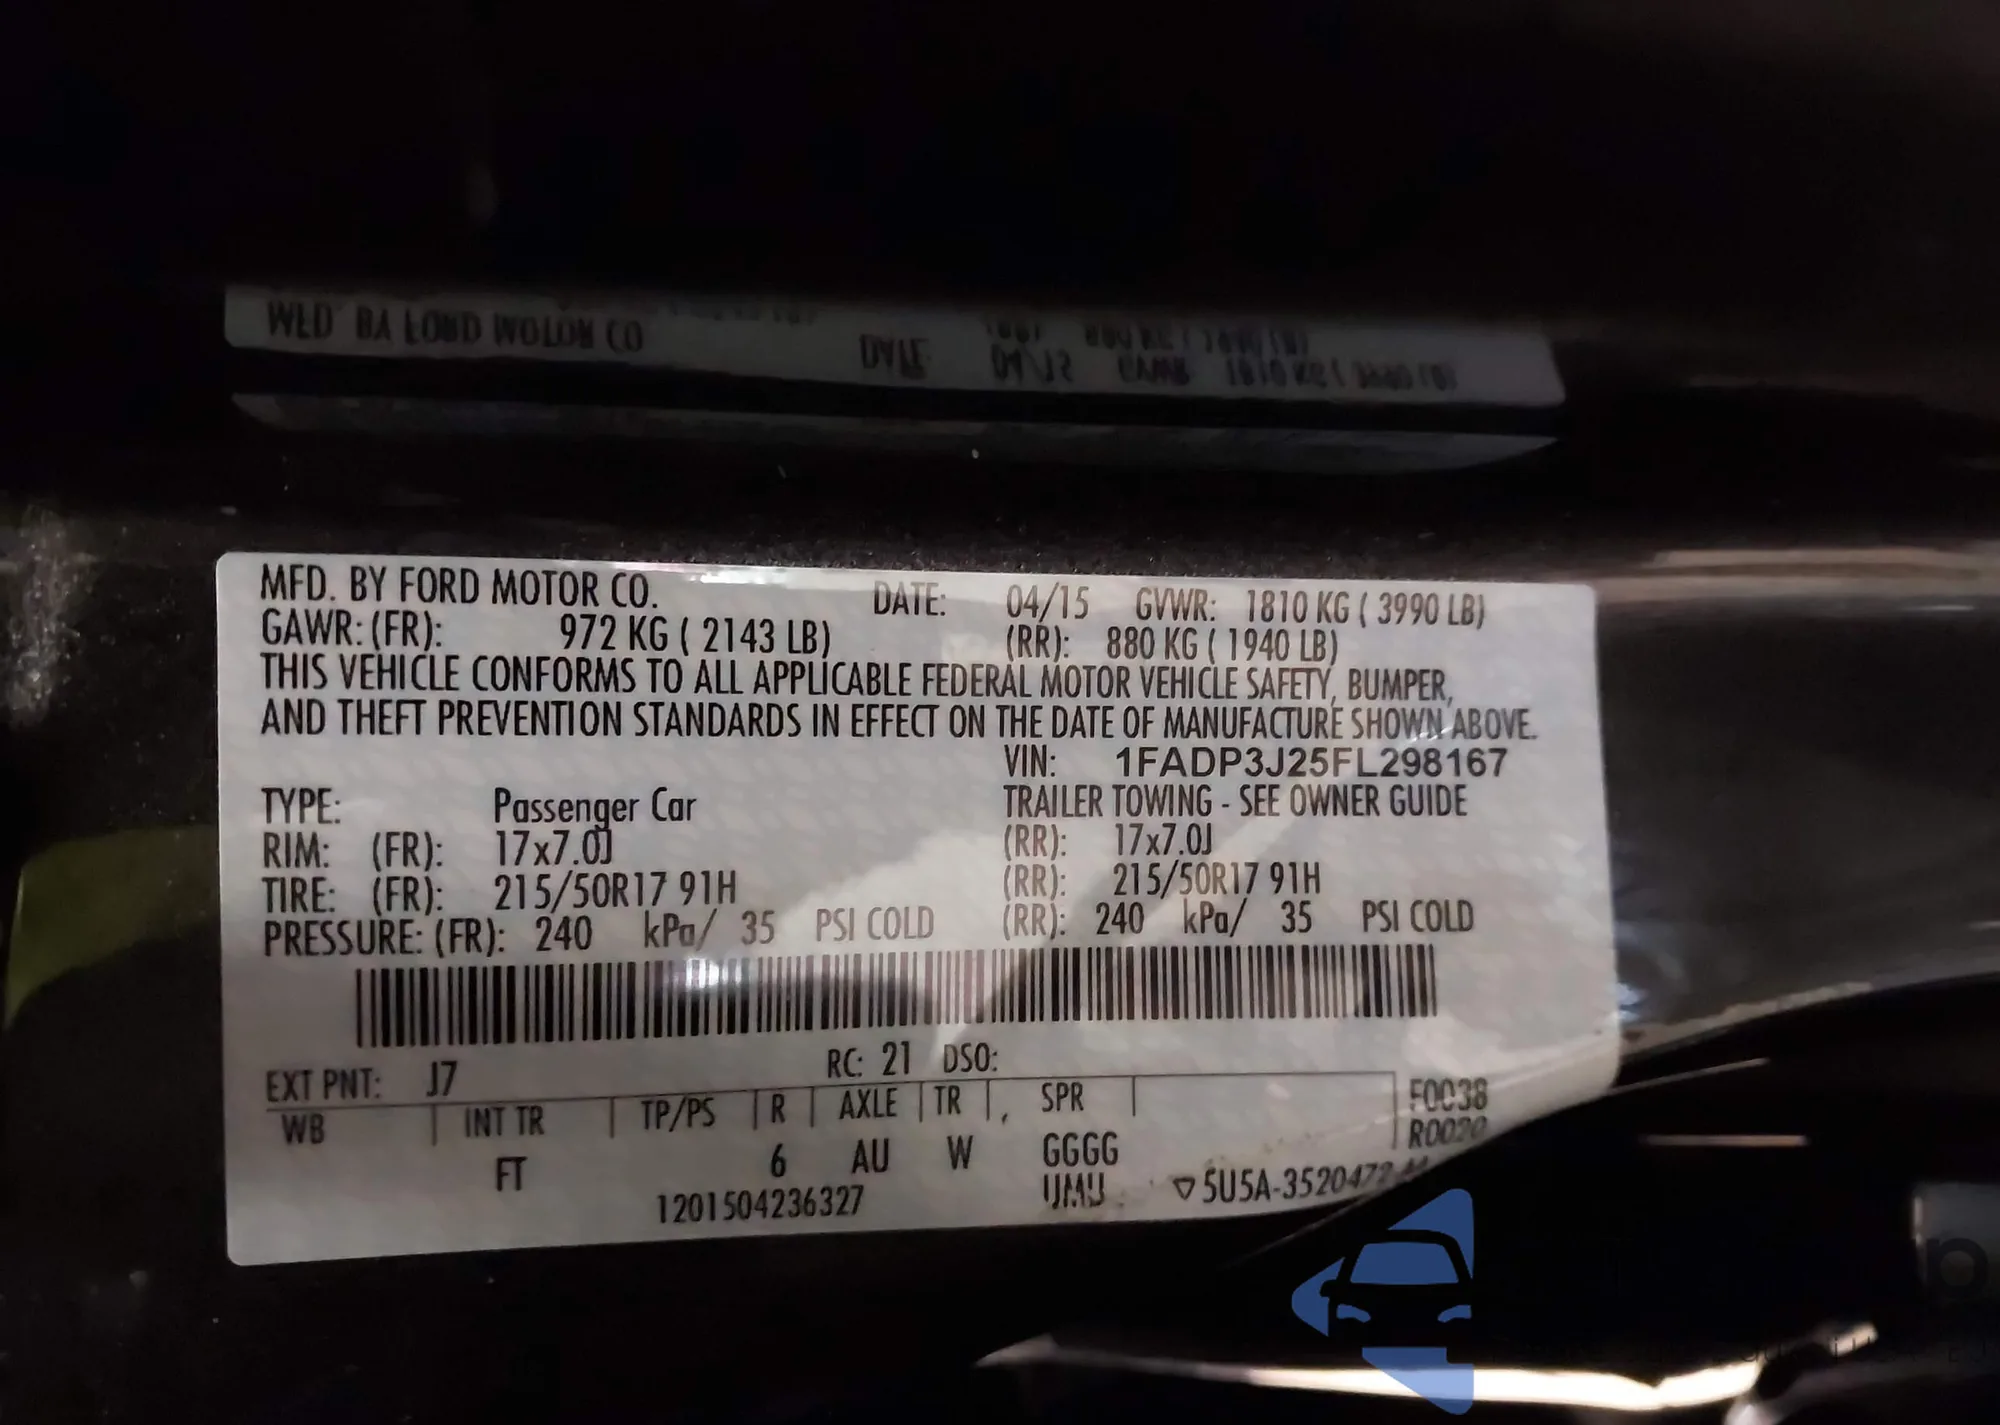 MFD. BY FORD MOTOR CO. DATE: 04/15 GVWR: 1810 KG ( 3990 LB)
GAWR: (FR): 972 KG ( 2143 LB) (RR): 880 KG ( 1940 LB)
THIS VEHICLE CONFORMS TO ALL APPLICABLE FEDERAL MOTOR VEHICLE SAFETY, BUMPER,
AND THEFT PREVENTION STANDARDS IN EFFECT ON THE DATE OF MANUFACTURE SHOWN ABOVE.
VIN: 1FADP3J25FL298167
TYPE: Passenger Car TRAILER TOWING - SEE OWNER GUIDE
RIM: (FR): 17x7.0J (RR): 17x7.0J
TIRE: (FR): 215/50R17 91H (RR): 215/50R17 91H
PRESSURE: (FR): 240 kPa/ 35 PSI COLD (RR): 240 kPa/ 35 PSI COLD
EXT PNT: J7 RC: 21 DSO:
WB INT TR TP/PS R AXLE TR , SPR F0038
R0020
FT 6 AU W GGGG
1201504236327 UMU ▽5U5A-3520472